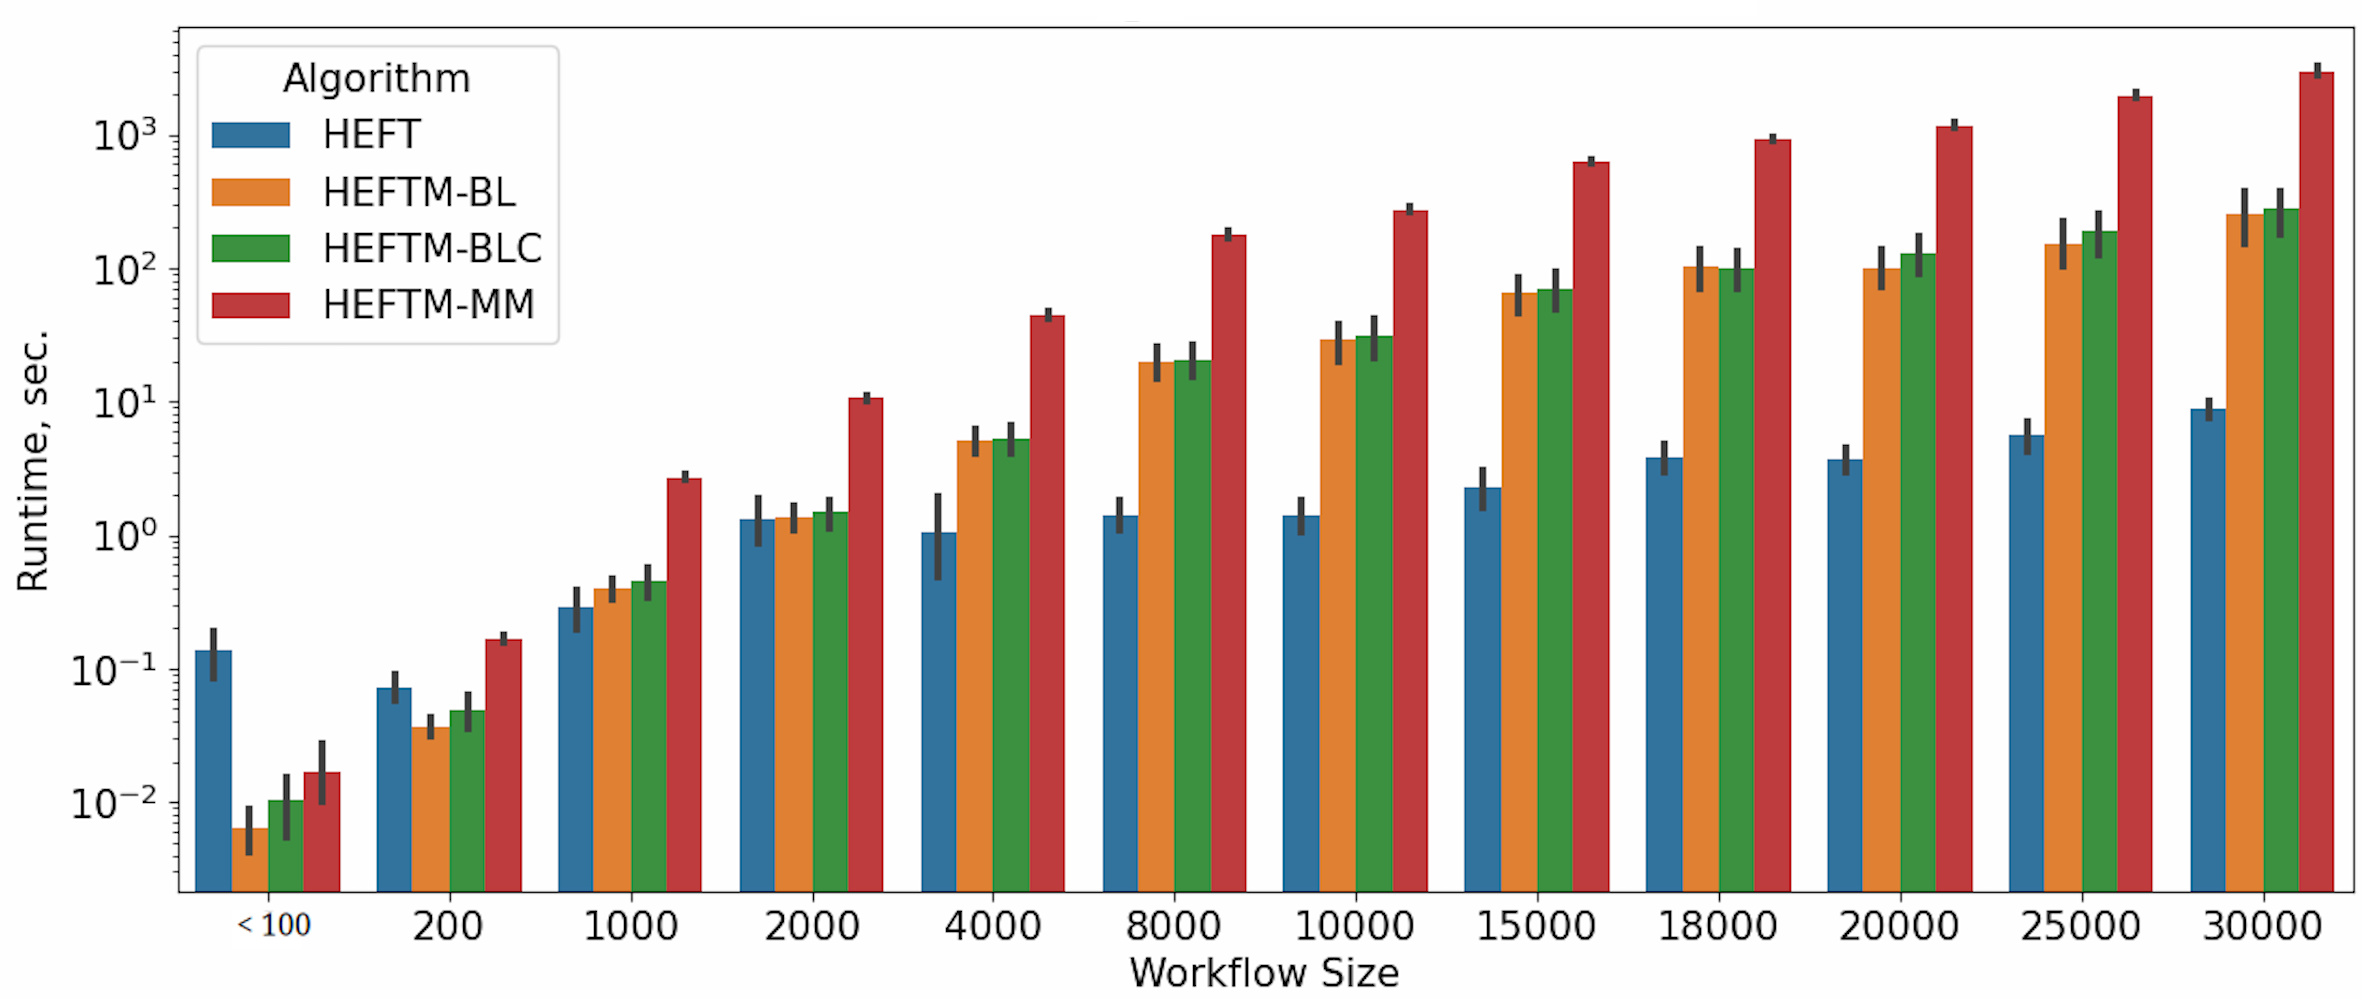 Algorithm
HEFT
HEFTM-BL
HEFTM-BLC
HEFTM-MM
Runtime, sec.
10³
10²
10¹
10⁰
10⁻¹
10⁻²
< 100 200 1000 2000 4000 8000 10000 15000 18000 20000 25000 30000
Workflow Size